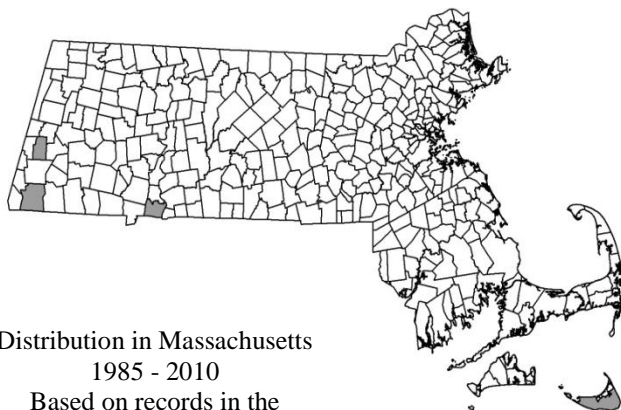 Distribution in Massachusetts
1985 - 2010
Based on records in the